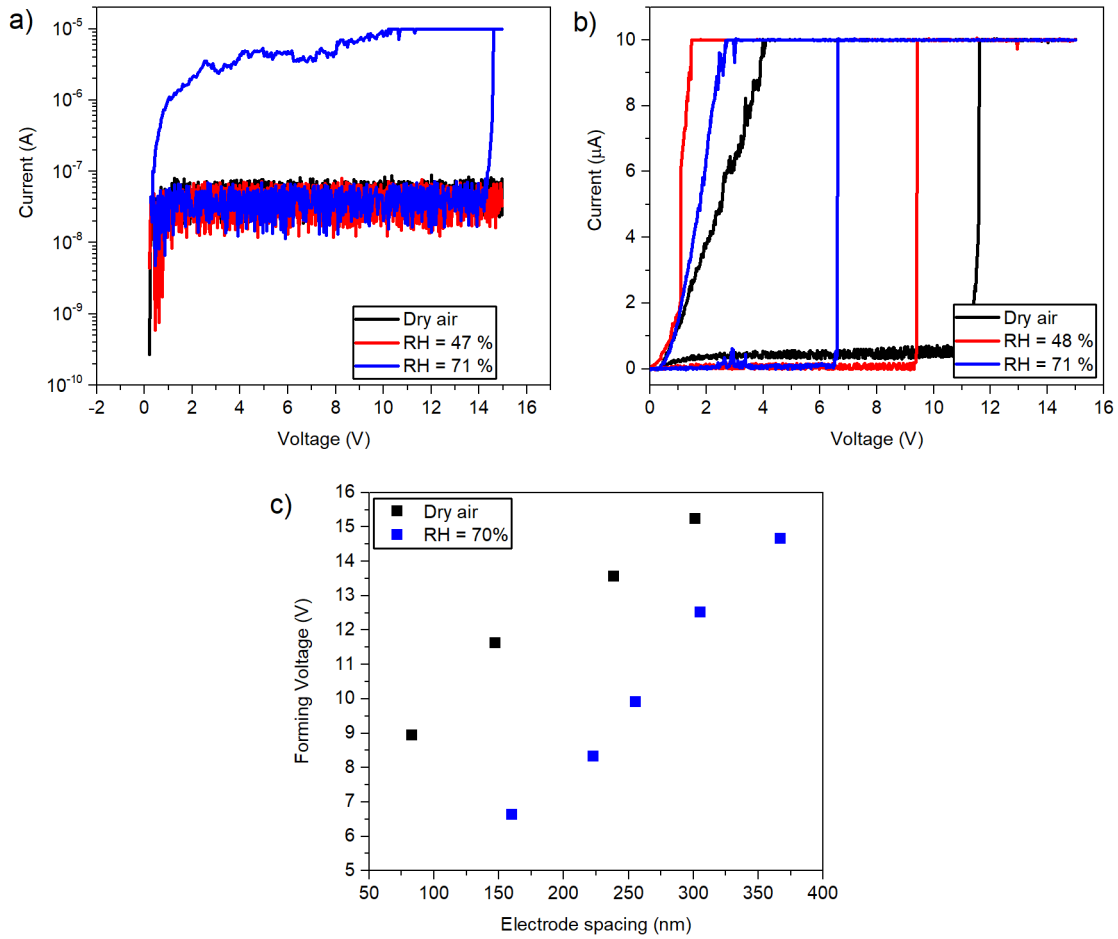 a)
Current (A)
10⁻⁵
10⁻⁶
10⁻⁷
10⁻⁸
10⁻⁹
10⁻¹⁰
Dry air
RH = 47 %
RH = 71 %
-2 0 2 4 6 8 10 12 14 16
Voltage (V)
b)
Current (µA)
10
8
6
4
2
0
Dry air
RH = 48 %
RH = 71 %
0 2 4 6 8 10 12 14 16
Voltage (V)
c)
Forming Voltage (V)
16
15
14
13
12
11
10
9
8
7
6
5
Dry air
RH = 70%
50 100 150 200 250 300 350 400
Electrode spacing (nm)